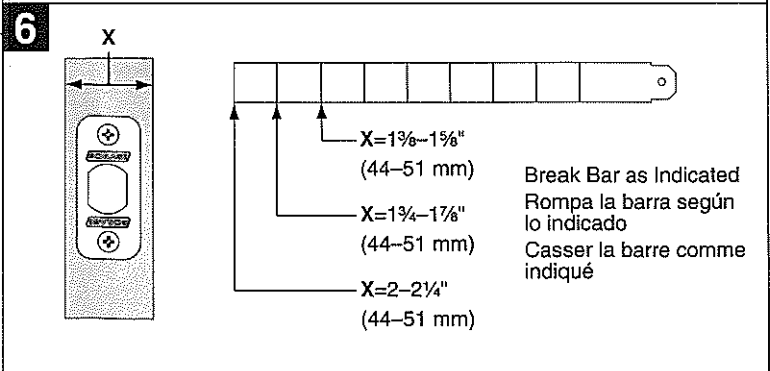 6
X
X=1⅜–1⅝"
(44–51 mm)
X=1¾–1⅞"
(44–51 mm)
X=2–2¼"
(44–51 mm)
Break Bar as Indicated
Rompa la barra según
lo indicado
Casser la barre comme
indiqué